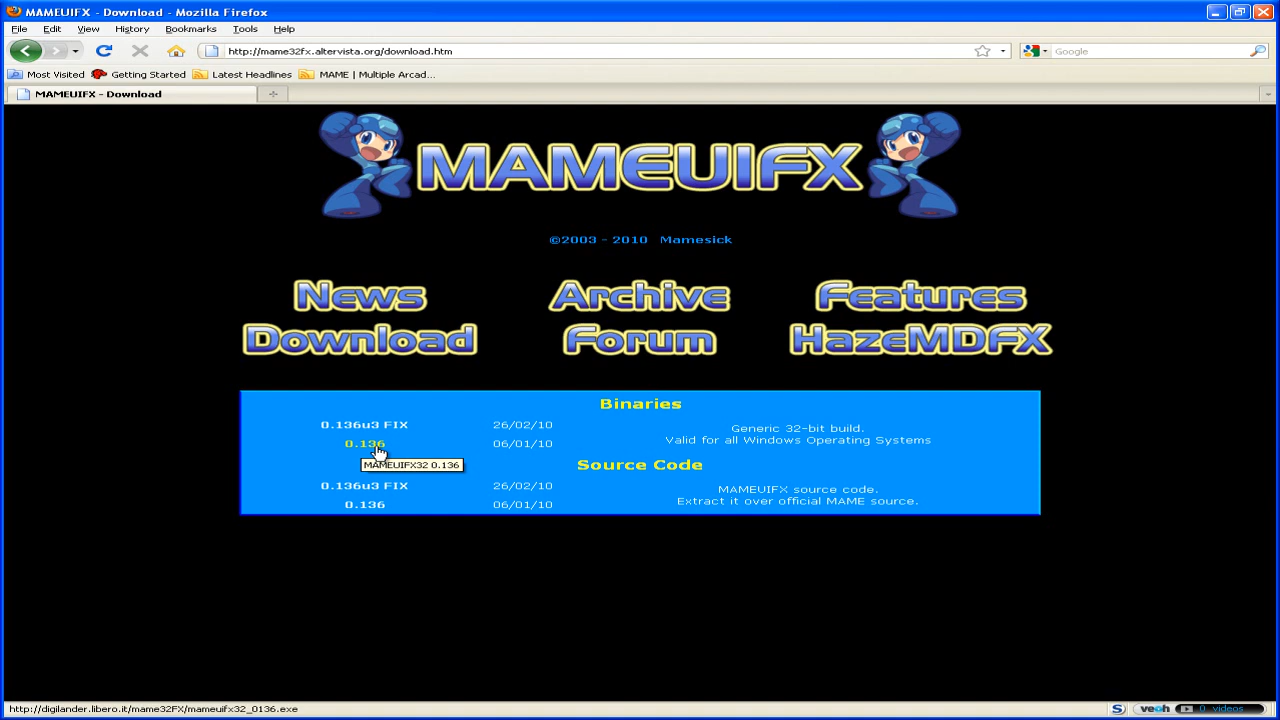 MAMEUIFX - Download - Mozilla Firefox
File Edit View History Bookmarks Tools Help
http://mame32fx.altervista.org/download.htm
Google
Most Visited Getting Started Latest Headlines MAME | Multiple Arcad...
MAMEUIFX - Download
MAMEUIFX
©2003 - 2010 Mamesick
News Archive Features
Download Forum HazeMDFX
Binaries
0.136u3 FIX 26/02/10 Generic 32-bit build.
0.136 06/01/10 Valid for all Windows Operating Systems
MAMEUIFX32 0.136
Source Code
0.136u3 FIX 26/02/10 MAMEUIFX source code.
0.136 06/01/10 Extract it over official MAME source.
http://digilander.libero.it/mame32FX/mameuifx32_0136.exe
S veoh 0 videos